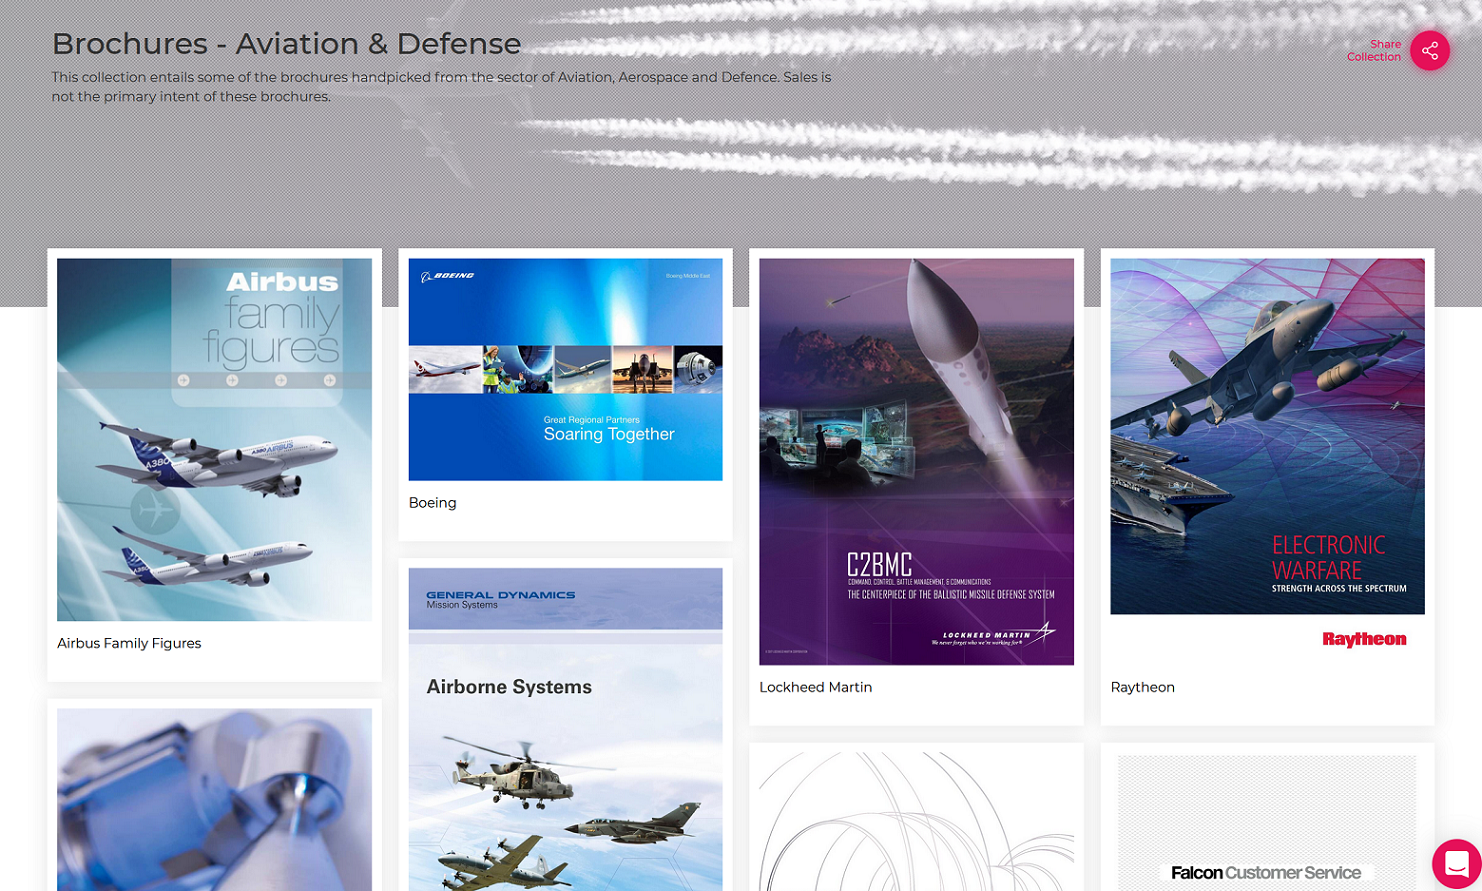 Brochures - Aviation & Defense
This collection entails some of the brochures handpicked from the sector of Aviation, Aerospace and Defence. Sales is
not the primary intent of these brochures.
Share
Collection
Airbus
family
figures
A380
A380 AIRBUS
Airbus Family Figures
BOEING
Boeing Middle East
Great Regional Partners
Soaring Together
Boeing
GENERAL DYNAMICS
Mission Systems
Airborne Systems
C2BMC
COMMAND, CONTROL, BATTLE MANAGEMENT, & COMMUNICATIONS
THE CENTERPIECE OF THE BALLISTIC MISSILE DEFENSE SYSTEM
LOCKHEED MARTIN
We never forget who we're working for®
Lockheed Martin
ELECTRONIC
WARFARE
STRENGTH ACROSS THE SPECTRUM
Raytheon
Raytheon
Falcon Customer Service